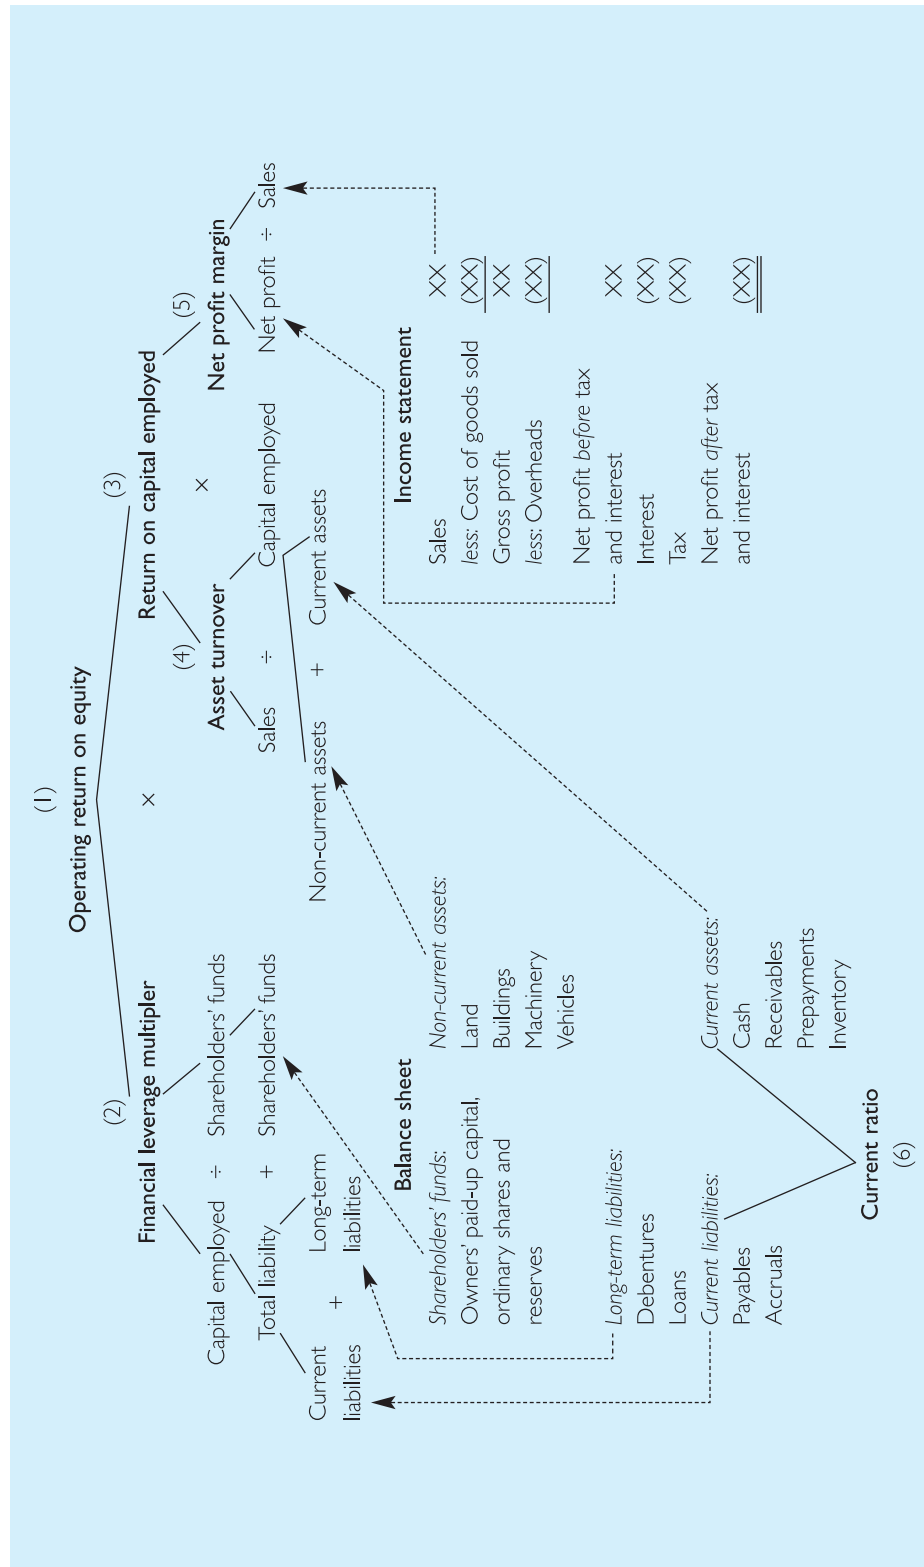 (1)
Operating return on equity
(2)
(3)
Financial leverage multipler
×
Return on capital employed
(4)
(5)
Capital employed ÷ Shareholders' funds
Asset turnover
×
Net profit margin
Total liability + Shareholders' funds
Sales ÷ Capital employed
Net profit ÷ Sales
Current
liabilities
+
Long-term
liabilities
Non-current assets + Current assets
Balance sheet
Income statement
Shareholders' funds:
Owners' paid-up capital,
ordinary shares and
reserves
Non-current assets:
Land
Buildings
Machinery
Vehicles
Sales XX
less: Cost of goods sold (XX)
Gross profit XX
less: Overheads (XX)
Net profit before tax
and interest XX
Interest (XX)
Tax (XX)
Net profit after tax
and interest (XX)
Long-term liabilities:
Debentures
Loans
Current liabilities:
Payables
Accruals
Current assets:
Cash
Receivables
Prepayments
Inventory
Current ratio
(6)